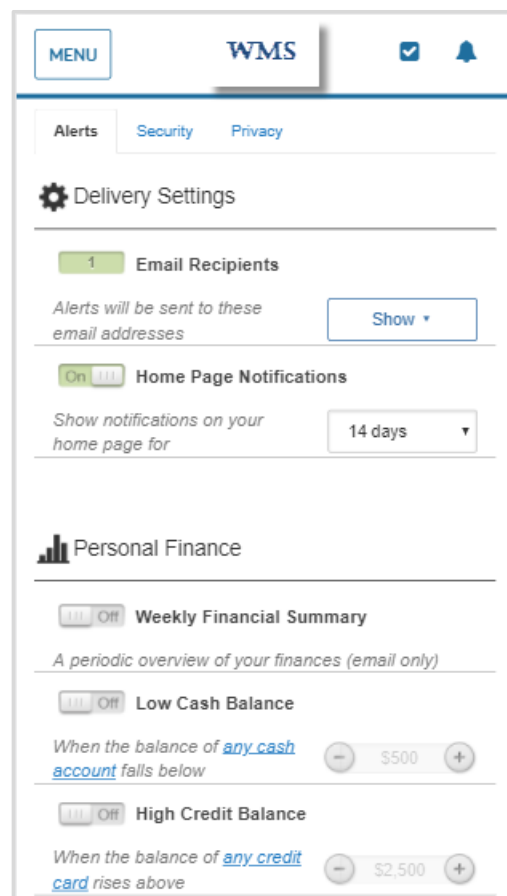 MENU WMS
Alerts Security Privacy
Delivery Settings
1 Email Recipients
Alerts will be sent to these
email addresses
Show ▾
On Home Page Notifications
Show notifications on your
home page for
14 days ▾
Personal Finance
Off Weekly Financial Summary
A periodic overview of your finances (email only)
Off Low Cash Balance
When the balance of any cash
account falls below
− $500 +
Off High Credit Balance
When the balance of any credit
card rises above
− $2,500 +